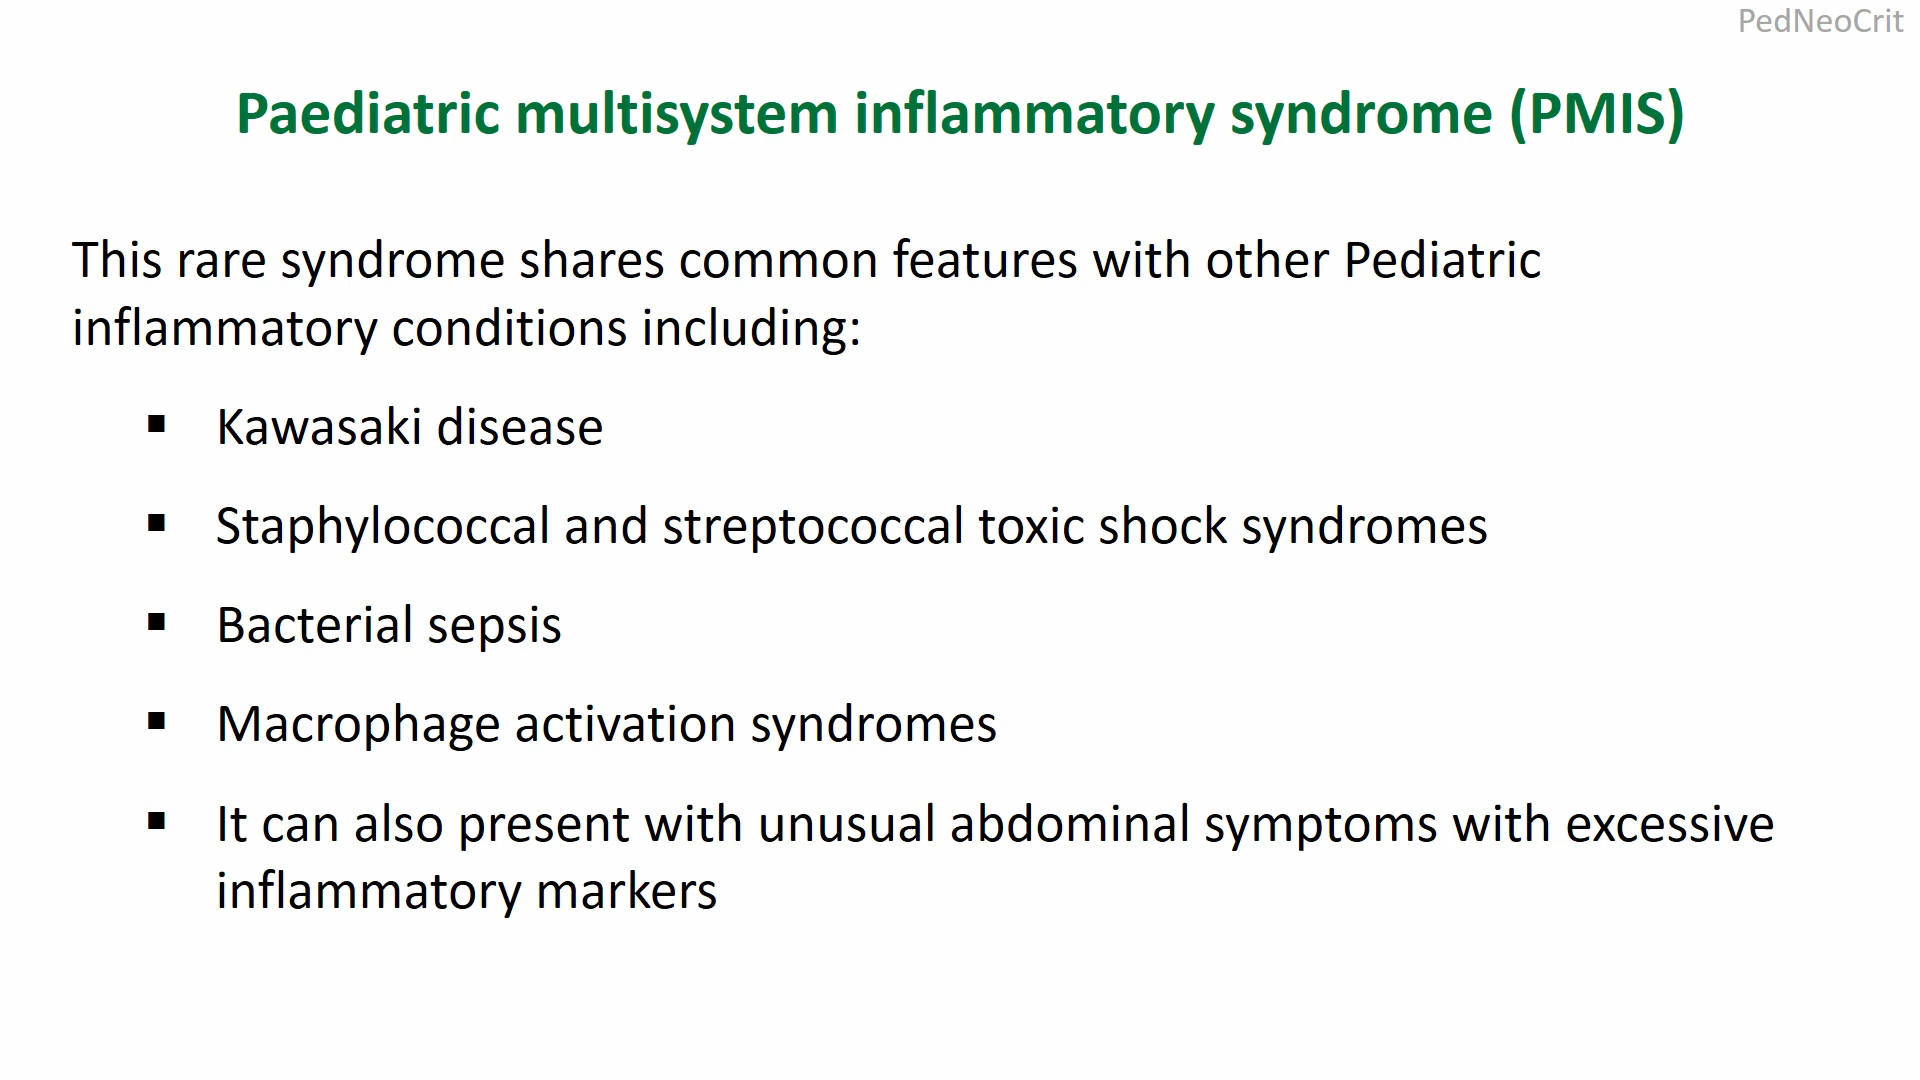 PedNeoCrit
Paediatric multisystem inflammatory syndrome (PMIS)
This rare syndrome shares common features with other Pediatric
inflammatory conditions including:
▪ Kawasaki disease
▪ Staphylococcal and streptococcal toxic shock syndromes
▪ Bacterial sepsis
▪ Macrophage activation syndromes
▪ It can also present with unusual abdominal symptoms with excessive
inflammatory markers